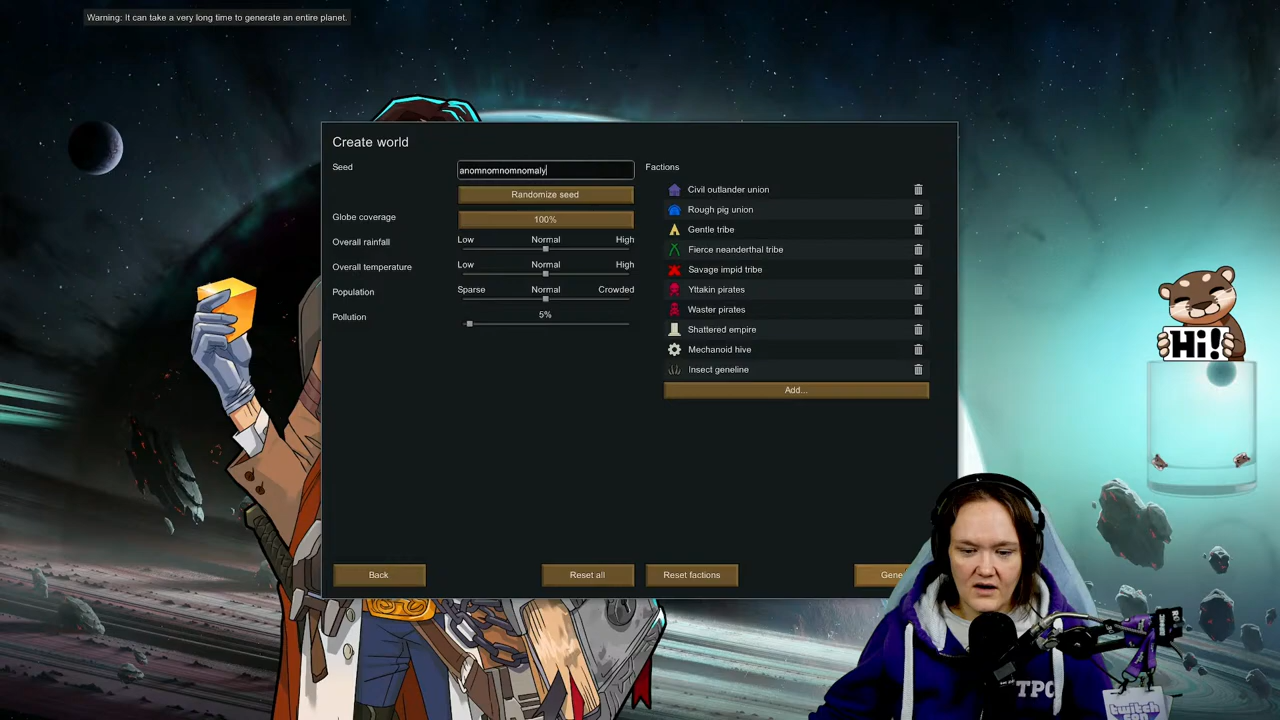 Warning: It can take a very long time to generate an entire planet.
Create world
Seed
anomnomnomnomaly
Randomize seed
Globe coverage
100%
Overall rainfall
Low Normal High
Overall temperature
Low Normal High
Population
Sparse Normal Crowded
Pollution
5%
Factions
Civil outlander union
Rough pig union
Gentle tribe
Fierce neanderthal tribe
Savage impid tribe
Yttakin pirates
Waster pirates
Shattered empire
Mechanoid hive
Insect geneline
Add...
Back
Reset all
Reset factions
Gene
Hi!
TPC
twitch